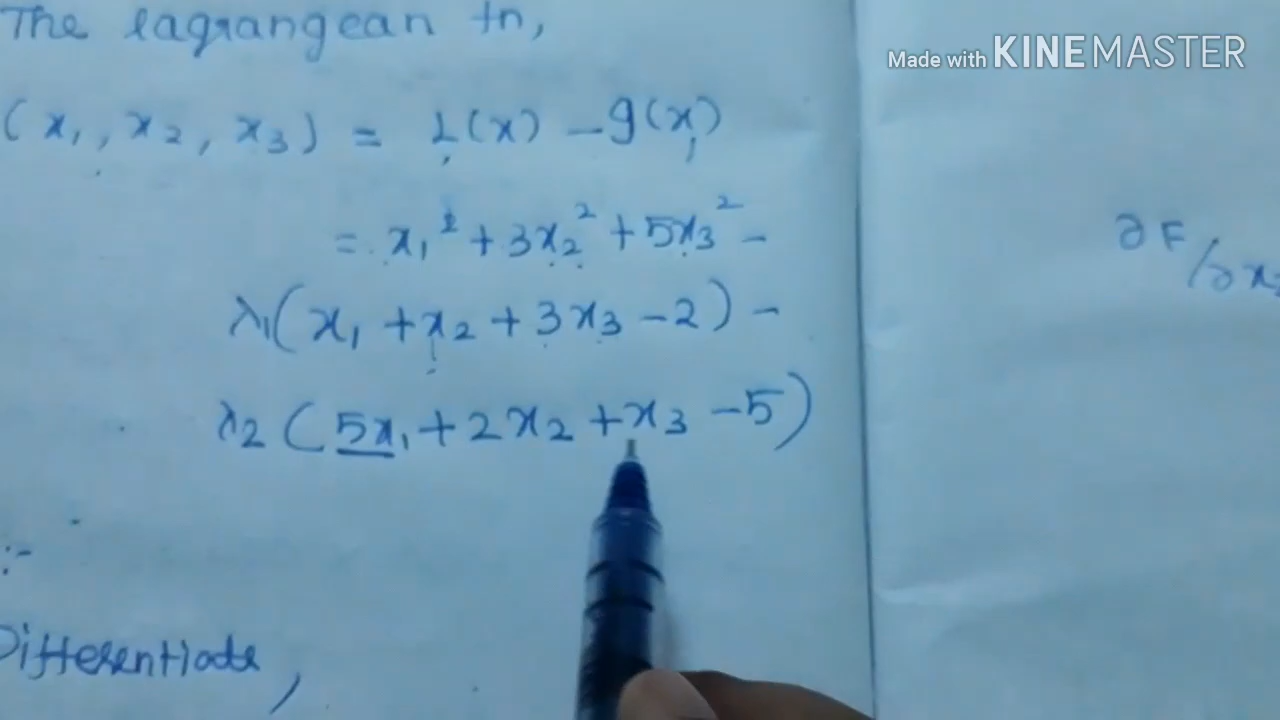 The lagrangean fn,
Made with KINEMASTER
(x₁, x₂, x₃) = f(x) - g(x)
= x₁² + 3x₂² + 5x₃² -
λ₁(x₁ + x₂ + 3x₃ - 2) -
λ₂(5x₁ + 2x₂ + x₃ - 5)
:-
Differentiate,
∂F/∂x